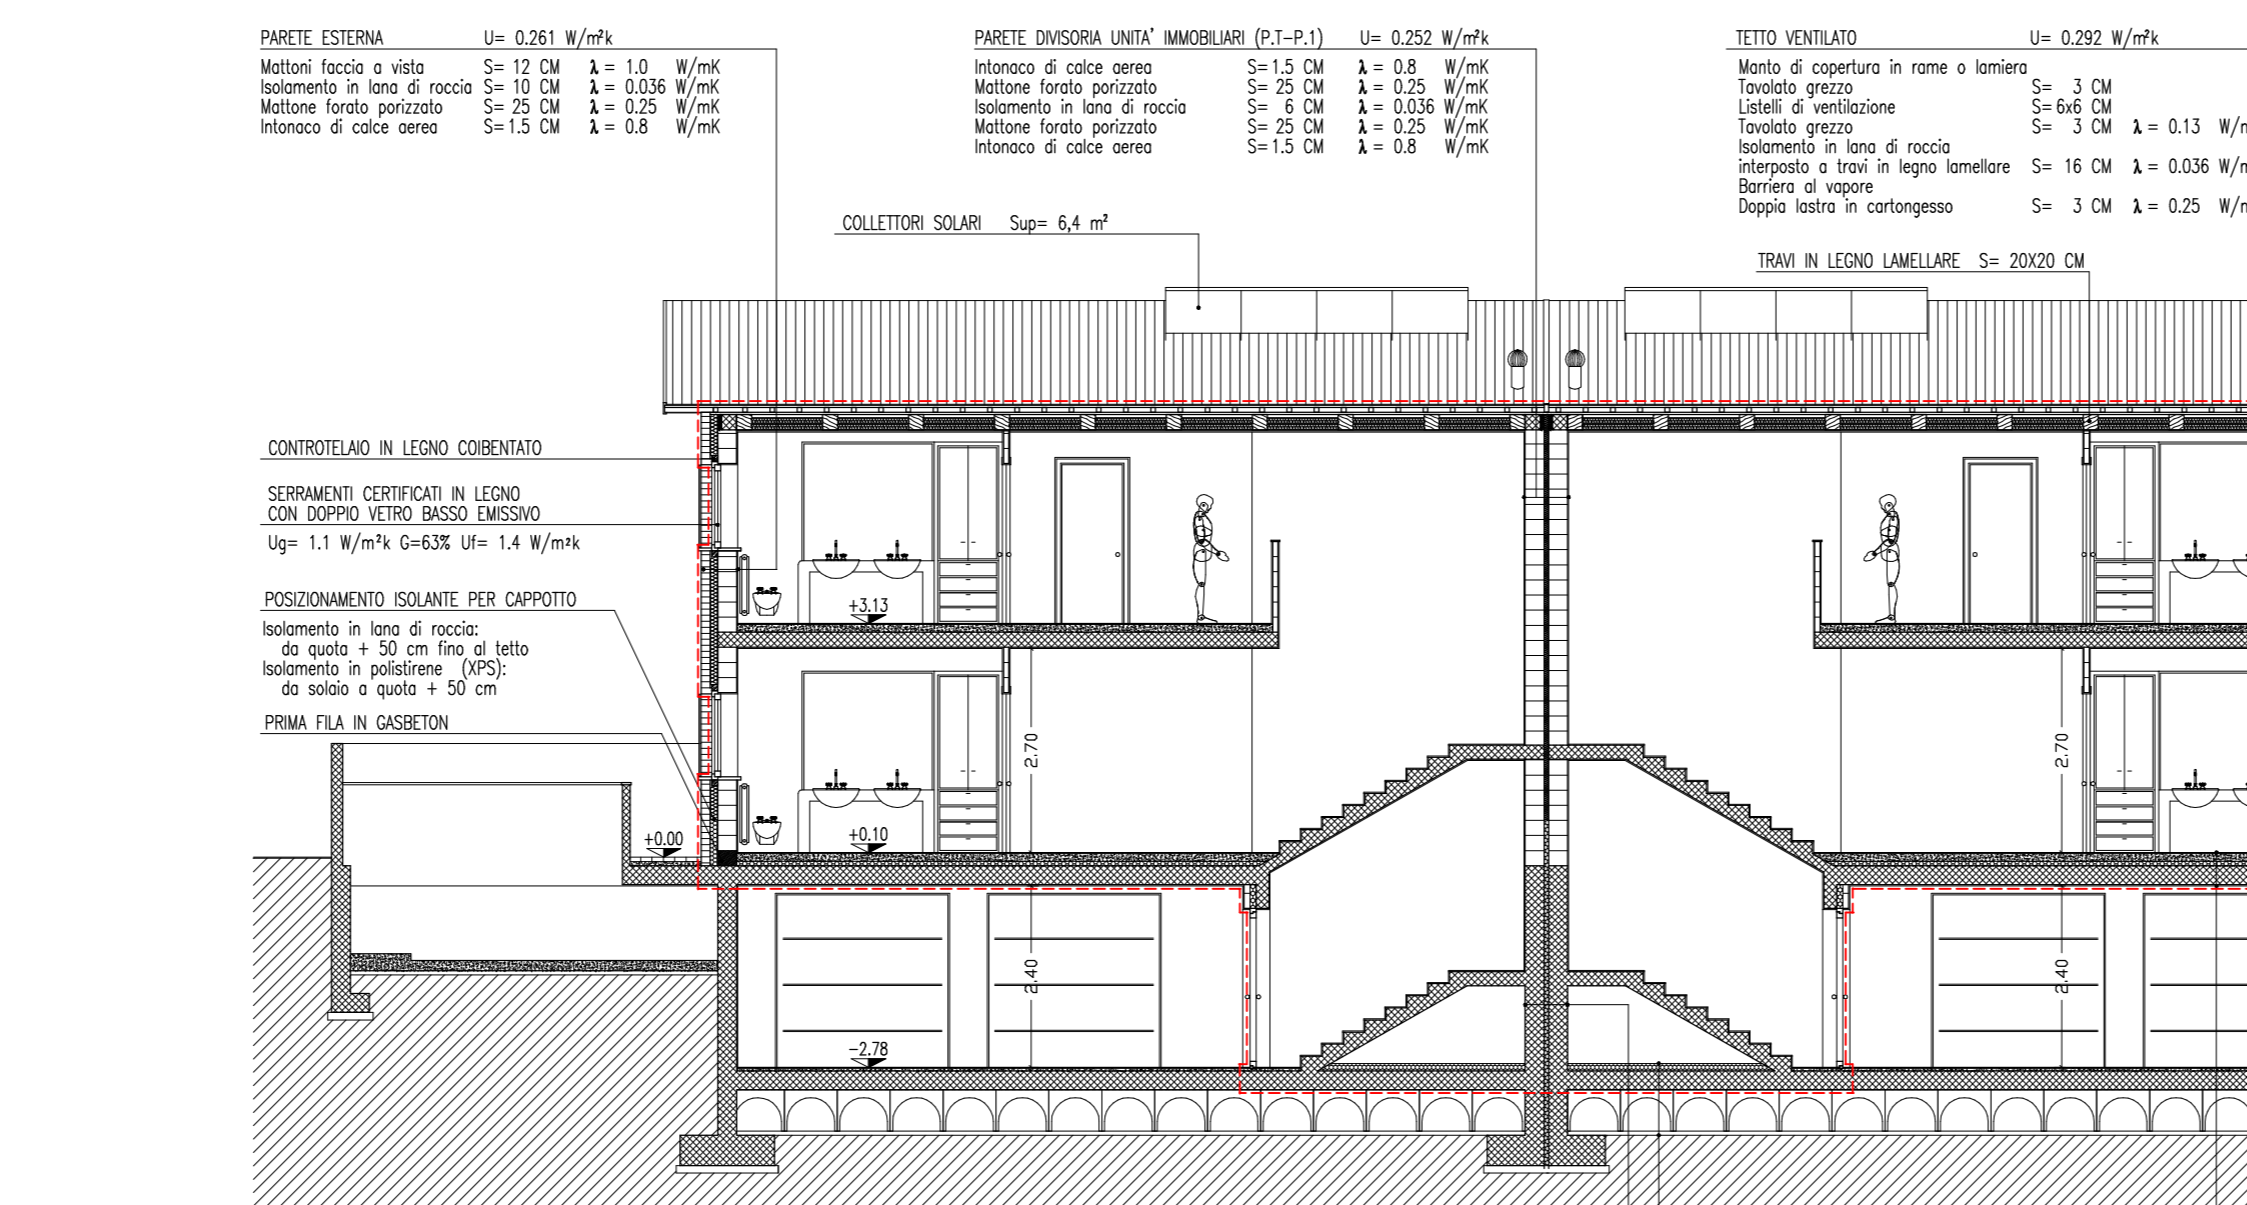 PARETE ESTERNA U= 0.261 W/m²k
Mattoni faccia a vista S= 12 CM λ = 1.0 W/mK
Isolamento in lana di roccia S= 10 CM λ = 0.036 W/mK
Mattone forato porizzato S= 25 CM λ = 0.25 W/mK
Intonaco di calce aerea S=1.5 CM λ = 0.8 W/mK
PARETE DIVISORIA UNITA' IMMOBILIARI (P.T-P.1) U= 0.252 W/m²k
Intonaco di calce aerea S=1.5 CM λ = 0.8 W/mK
Mattone forato porizzato S= 25 CM λ = 0.25 W/mK
Isolamento in lana di roccia S= 6 CM λ = 0.036 W/mK
Mattone forato porizzato S= 25 CM λ = 0.25 W/mK
Intonaco di calce aerea S=1.5 CM λ = 0.8 W/mK
TETTO VENTILATO U= 0.292 W/m²k
Manto di copertura in rame o lamiera
Tavolato grezzo S= 3 CM
Listelli di ventilazione S=6x6 CM
Tavolato grezzo S= 3 CM λ = 0.13 W/m
Isolamento in lana di roccia
interposto a travi in legno lamellare S= 16 CM λ = 0.036 W/m
Barriera al vapore
Doppia lastra in cartongesso S= 3 CM λ = 0.25 W/m
COLLETTORI SOLARI Sup= 6,4 m²
TRAVI IN LEGNO LAMELLARE S= 20X20 CM
CONTROTELAIO IN LEGNO COIBENTATO
SERRAMENTI CERTIFICATI IN LEGNO
CON DOPPIO VETRO BASSO EMISSIVO
Ug= 1.1 W/m²k G=63% Uf= 1.4 W/m²k
POSIZIONAMENTO ISOLANTE PER CAPPOTTO
Isolamento in lana di roccia:
da quota + 50 cm fino al tetto
Isolamento in polistirene (XPS):
da solaio a quota + 50 cm
PRIMA FILA IN GASBETON
+3.13
2.70
2.70
+0.00
+0.10
2.40
2.40
-2.78